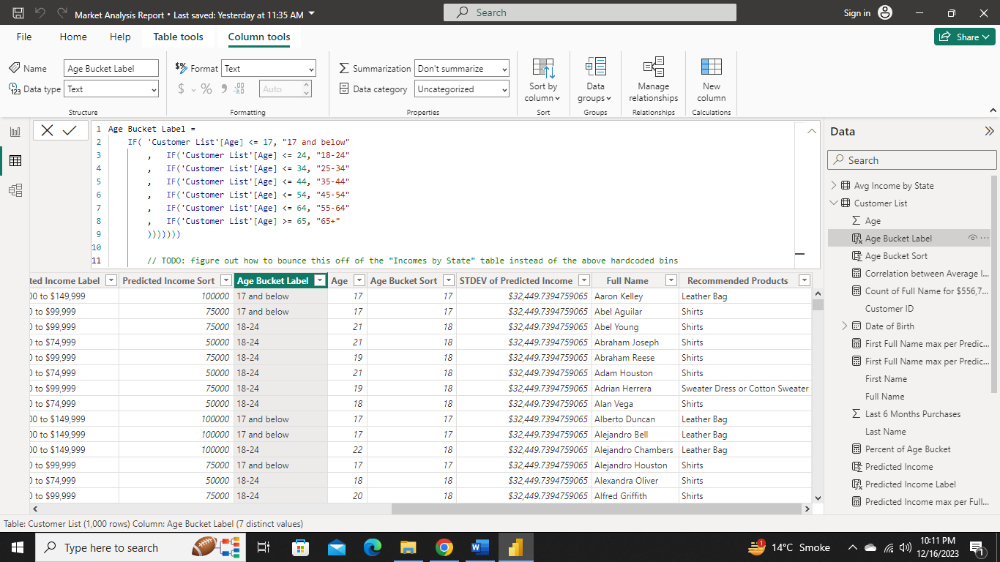 Market Analysis Report • Last saved: Yesterday at 11:35 AM
Search
Sign in
File Home Help Table tools Column tools
Share
Name Age Bucket Label
Data type Text
Structure
$% Format Text
$ % 9 .00 Auto
Formatting
Summarization Don't summarize
Data category Uncategorized
Properties
Sort by column
Sort
Data groups
Groups
Manage relationships
Relationships
New column
Calculations
1 Age Bucket Label =
2 IF( 'Customer List'[Age] <= 17, "17 and below"
3 , IF('Customer List'[Age] <= 24, "18-24"
4 , IF('Customer List'[Age] <= 34, "25-34"
5 , IF('Customer List'[Age] <= 44, "35-44"
6 , IF('Customer List'[Age] <= 54, "45-54"
7 , IF('Customer List'[Age] <= 64, "55-64"
8 , IF('Customer List'[Age] >= 65, "65+"
9 )))))))
10
11 // TODO: figure out how to bounce this off of the "Incomes by State" table instead of the above hardcoded bins
ted Income Label Predicted Income Sort Age Bucket Label Age Age Bucket Sort STDEV of Predicted Income Full Name Recommended Products
00 to $149,999 100000 17 and below 17 17 $32,449.7394759065 Aaron Kelley Leather Bag
0 to $99,999 75000 17 and below 17 17 $32,449.7394759065 Abel Aguilar Shirts
0 to $99,999 75000 18-24 21 18 $32,449.7394759065 Abel Young Shirts
0 to $74,999 50000 18-24 21 18 $32,449.7394759065 Abraham Joseph Shirts
0 to $99,999 75000 18-24 19 18 $32,449.7394759065 Abraham Reese Shirts
0 to $74,999 50000 18-24 21 18 $32,449.7394759065 Adam Houston Shirts
0 to $99,999 75000 18-24 19 18 $32,449.7394759065 Adrian Herrera Sweater Dress or Cotton Sweater
0 to $74,999 50000 18-24 18 18 $32,449.7394759065 Alan Vega Shirts
00 to $149,999 100000 17 and below 17 17 $32,449.7394759065 Alberto Duncan Leather Bag
00 to $149,999 100000 17 and below 17 17 $32,449.7394759065 Alejandro Bell Leather Bag
00 to $149,999 100000 18-24 22 18 $32,449.7394759065 Alejandro Chambers Leather Bag
0 to $99,999 75000 17 and below 17 17 $32,449.7394759065 Alejandro Houston Shirts
0 to $74,999 50000 18-24 18 18 $32,449.7394759065 Alexandra Oliver Shirts
0 to $99,999 75000 18-24 20 18 $32,449.7394759065 Alfred Griffith Shirts
Data
Search
Avg Income by State
Customer List
Age
Age Bucket Label
Age Bucket Sort
Correlation between Average I...
Count of Full Name for $556,7...
Customer ID
Date of Birth
First Full Name max per Predic...
First Full Name max per Predic...
First Name
Full Name
Last 6 Months Purchases
Last Name
Percent of Age Bucket
Predicted Income
Predicted Income Label
Predicted Income max per Full...
Table: Customer List (1,000 rows) Column: Age Bucket Label (7 distinct values)
Type here to search
14°C Smoke
10:11 PM
12/16/2023
1